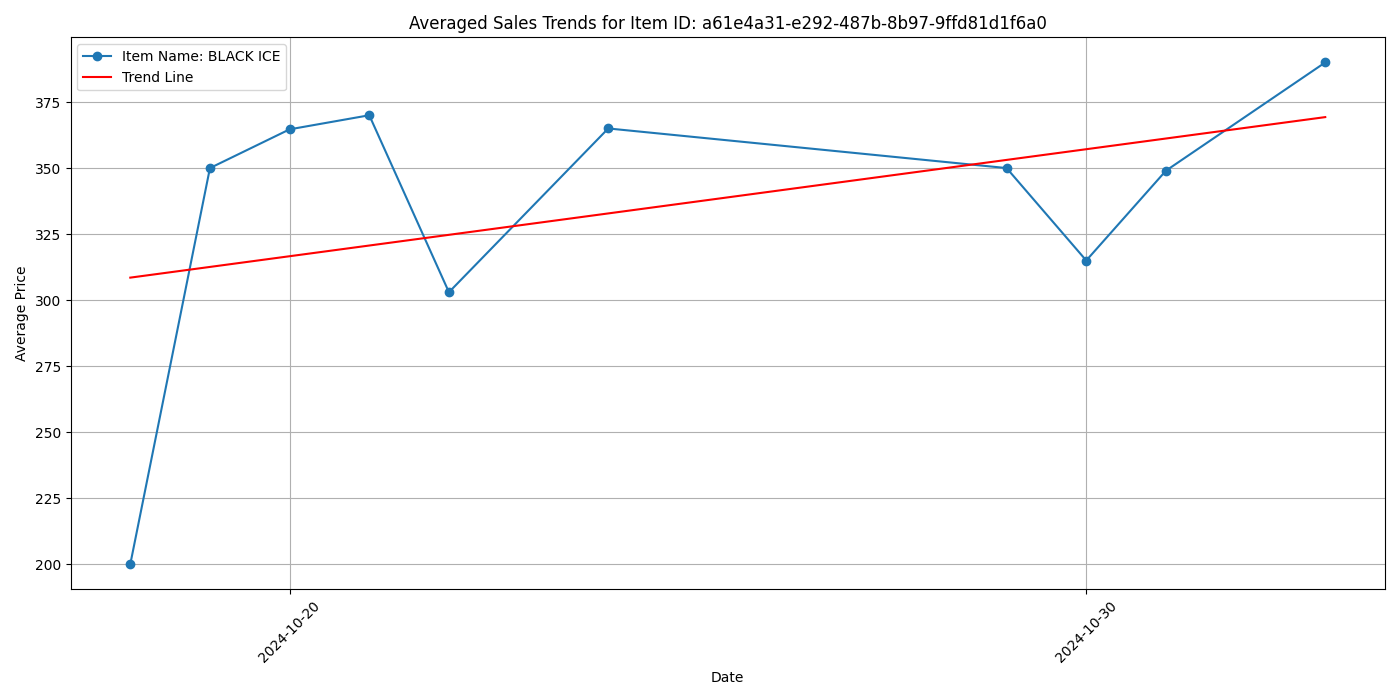 Averaged Sales Trends for Item ID: a61e4a31-e292-487b-8b97-9ffd81d1f6a0
Item Name: BLACK ICE
Trend Line
Average Price
375
350
325
300
275
250
225
200
2024-10-20
2024-10-30
Date